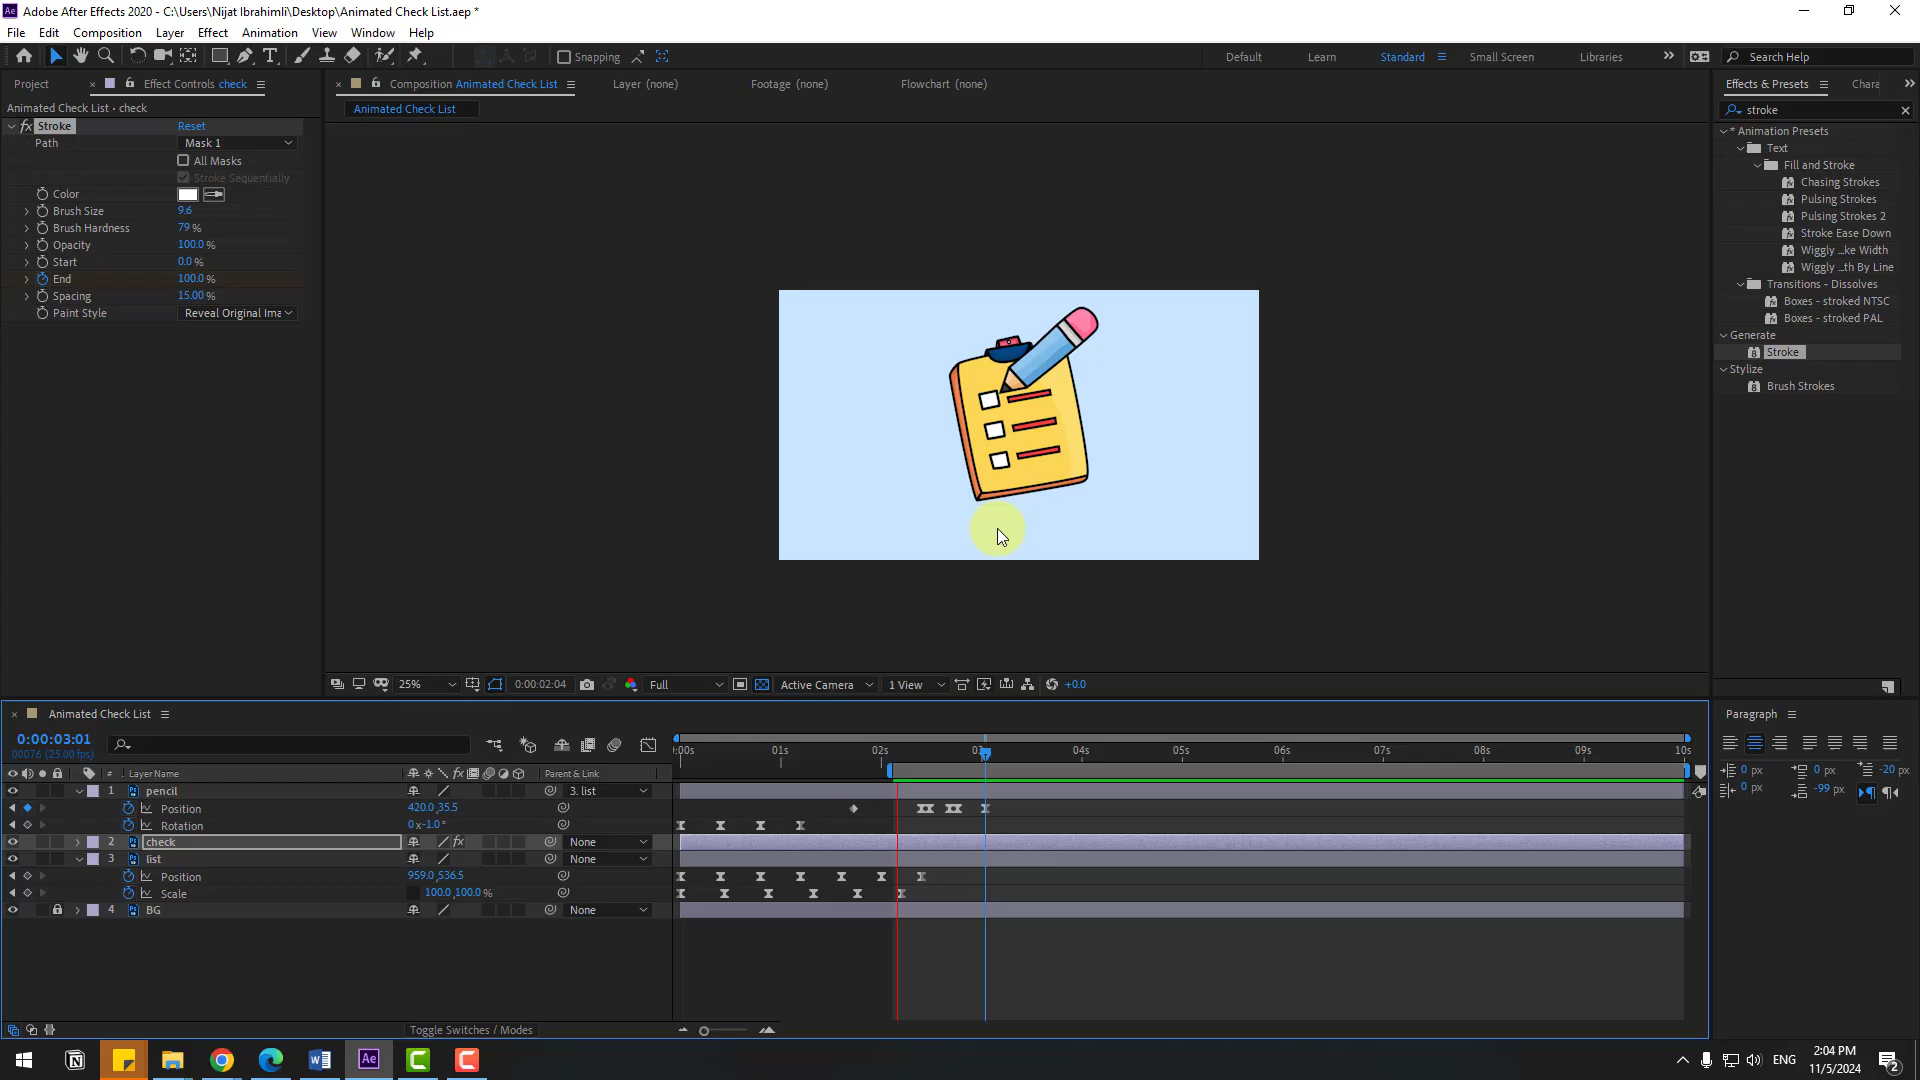 Adobe After Effects 2020 - C:\Users\Nijat Ibrahimli\Desktop\Animated Check List.aep *
File Edit Composition Layer Effect Animation View Window Help
Snapping
Default Learn Standard Small Screen Libraries Search Help
Project Effect Controls check
Composition Animated Check List Layer (none) Footage (none) Flowchart (none)
Effects & Presets Chara
Animated Check List • check
Animated Check List
stroke
fx Stroke Reset
Path Mask 1
All Masks
Stroke Sequentially
Color
Brush Size 9.6
Brush Hardness 79 %
Opacity 100.0 %
Start 0.0 %
End 100.0 %
Spacing 15.00 %
Paint Style Reveal Original Ima
* Animation Presets
Text
Fill and Stroke
Chasing Strokes
Pulsing Strokes
Pulsing Strokes 2
Stroke Ease Down
Wiggly ...ke Width
Wiggly ...th By Line
Transitions - Dissolves
Boxes - stroked NTSC
Boxes - stroked PAL
Generate
Stroke
Stylize
Brush Strokes
25% 0:00:02:04 Full Active Camera 1 View +0.0
Animated Check List
0:00:03:01
00076 (25.00 fps)
:00s 01s 02s 03 04s 05s 06s 07s 08s 09s 10s
# Layer Name fx Parent & Link
1 pencil 3. list
Position 420.0,35.5
Rotation 0x-1.0°
2 check fx None
3 list None
Position 959.0,536.5
Scale 100.0,100.0 %
4 BG None
Toggle Switches / Modes
Paragraph
0 px 0 px -20 px
0 px -99 px
ENG 2:04 PM
11/5/2024 2